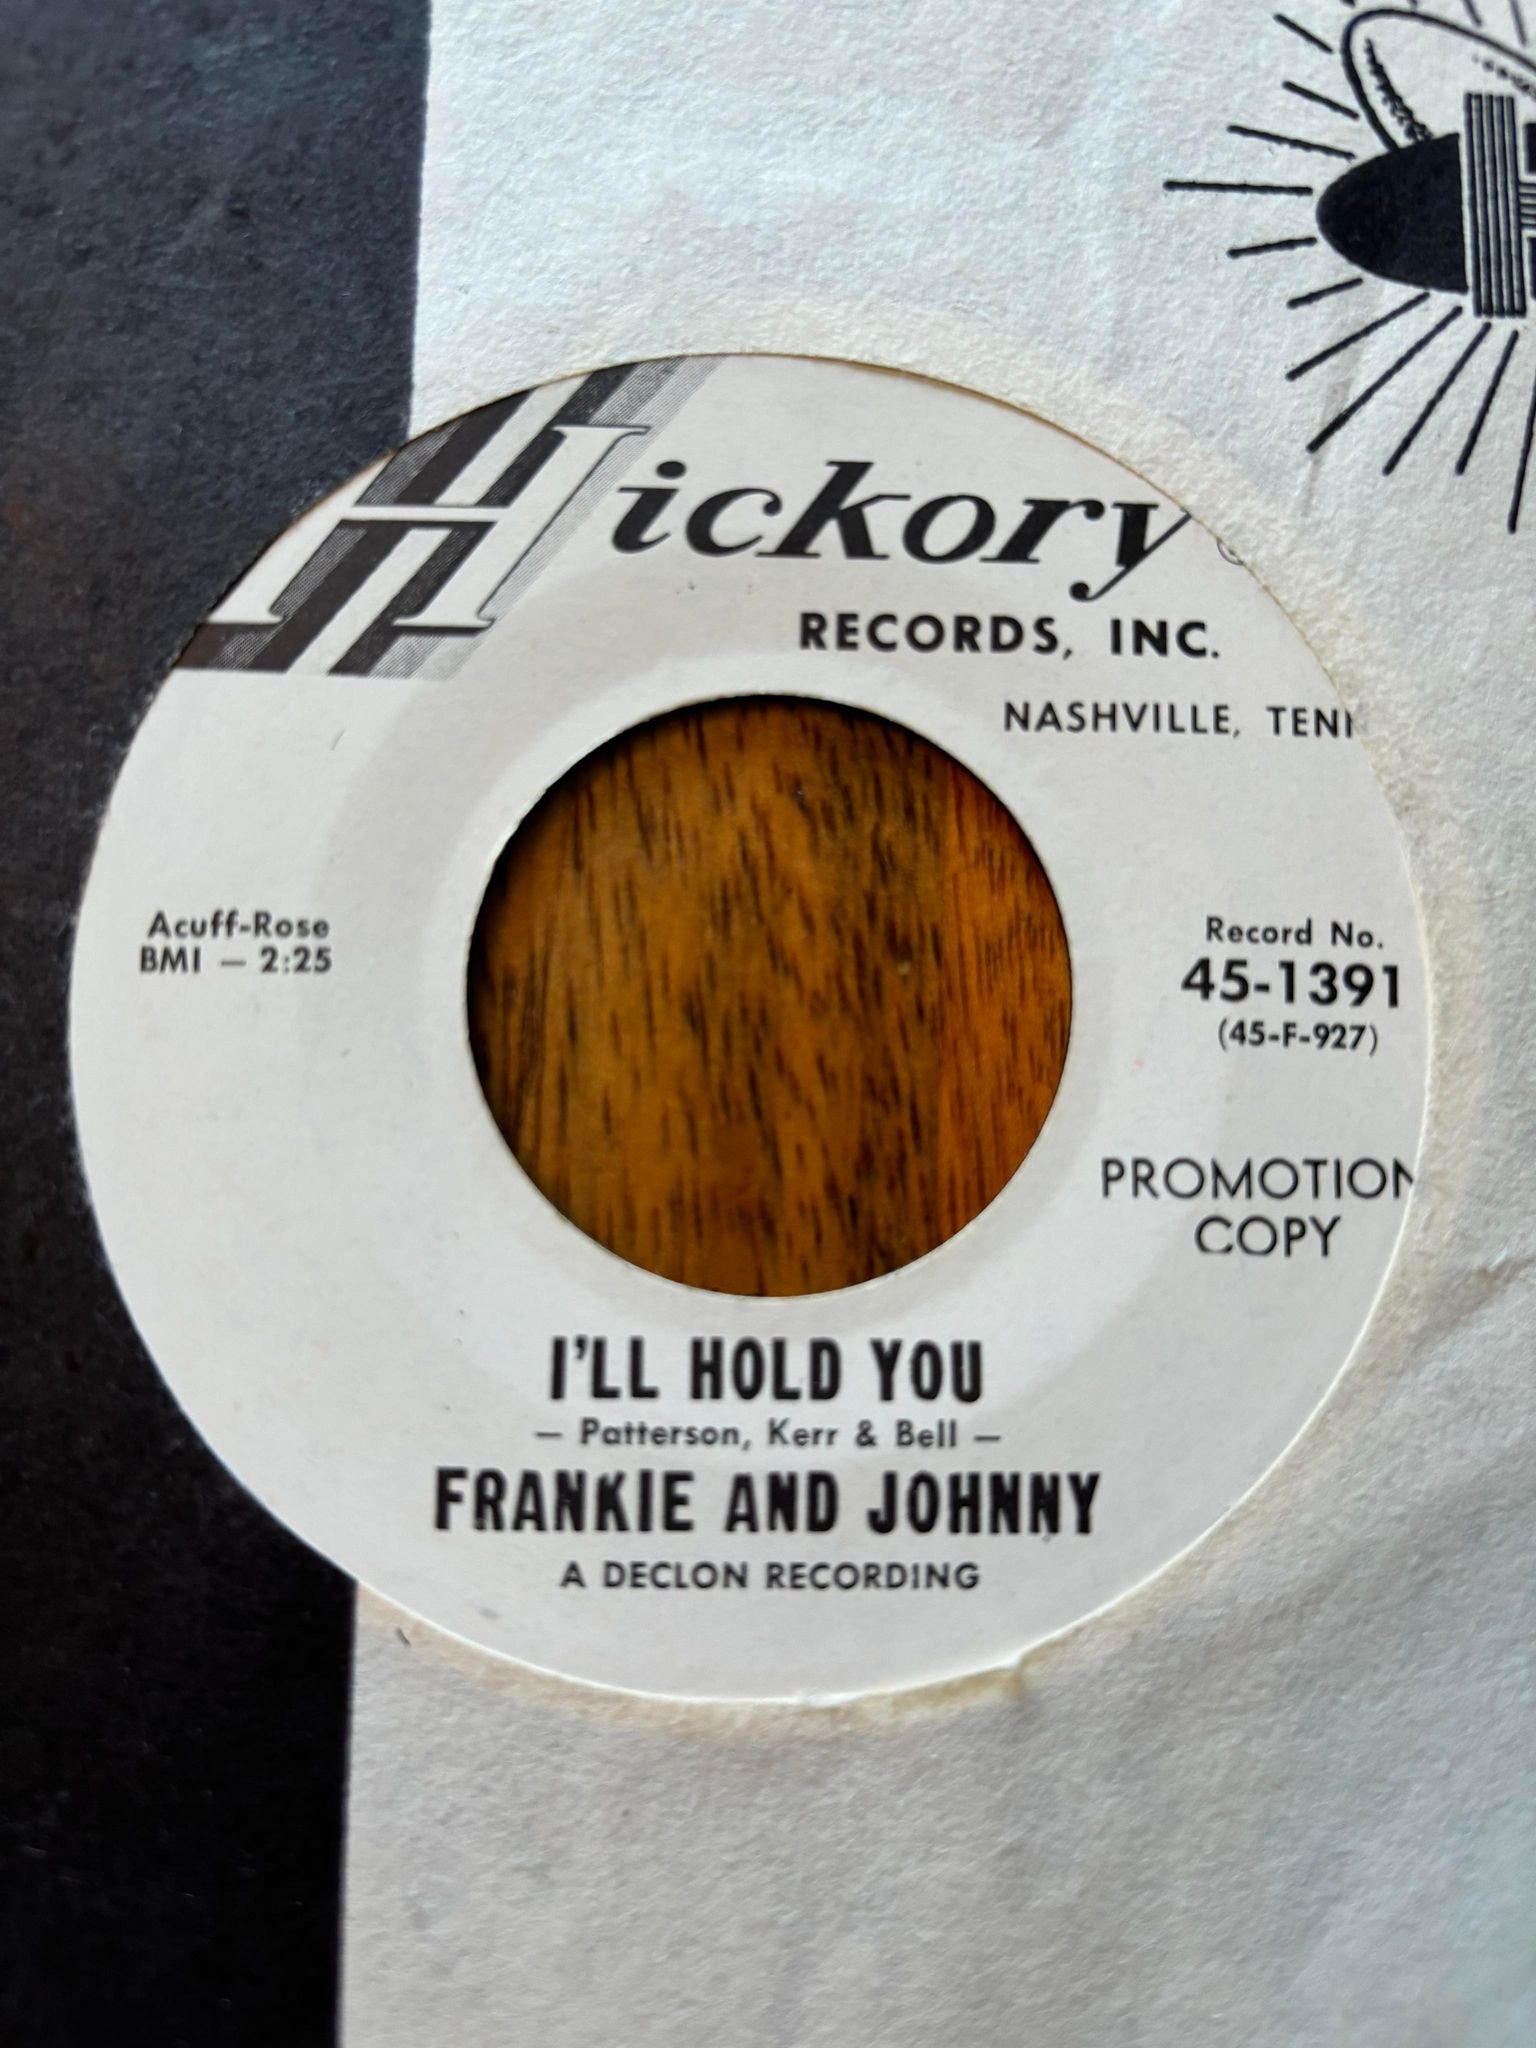 Hickory
RECORDS, INC.
NASHVILLE, TENN
Acuff-Rose
BMI — 2:25
Record No.
45-1391
(45-F-927)
PROMOTION
COPY
I'LL HOLD YOU
— Patterson, Kerr & Bell —
FRANKIE AND JOHNNY
A DECLON RECORDING